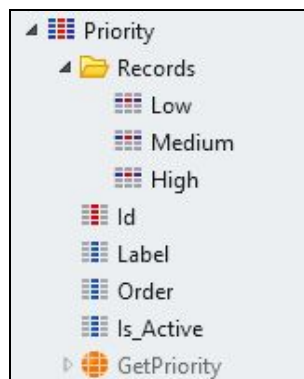 Priority
Records
Low
Medium
High
Id
Label
Order
Is_Active
GetPriority